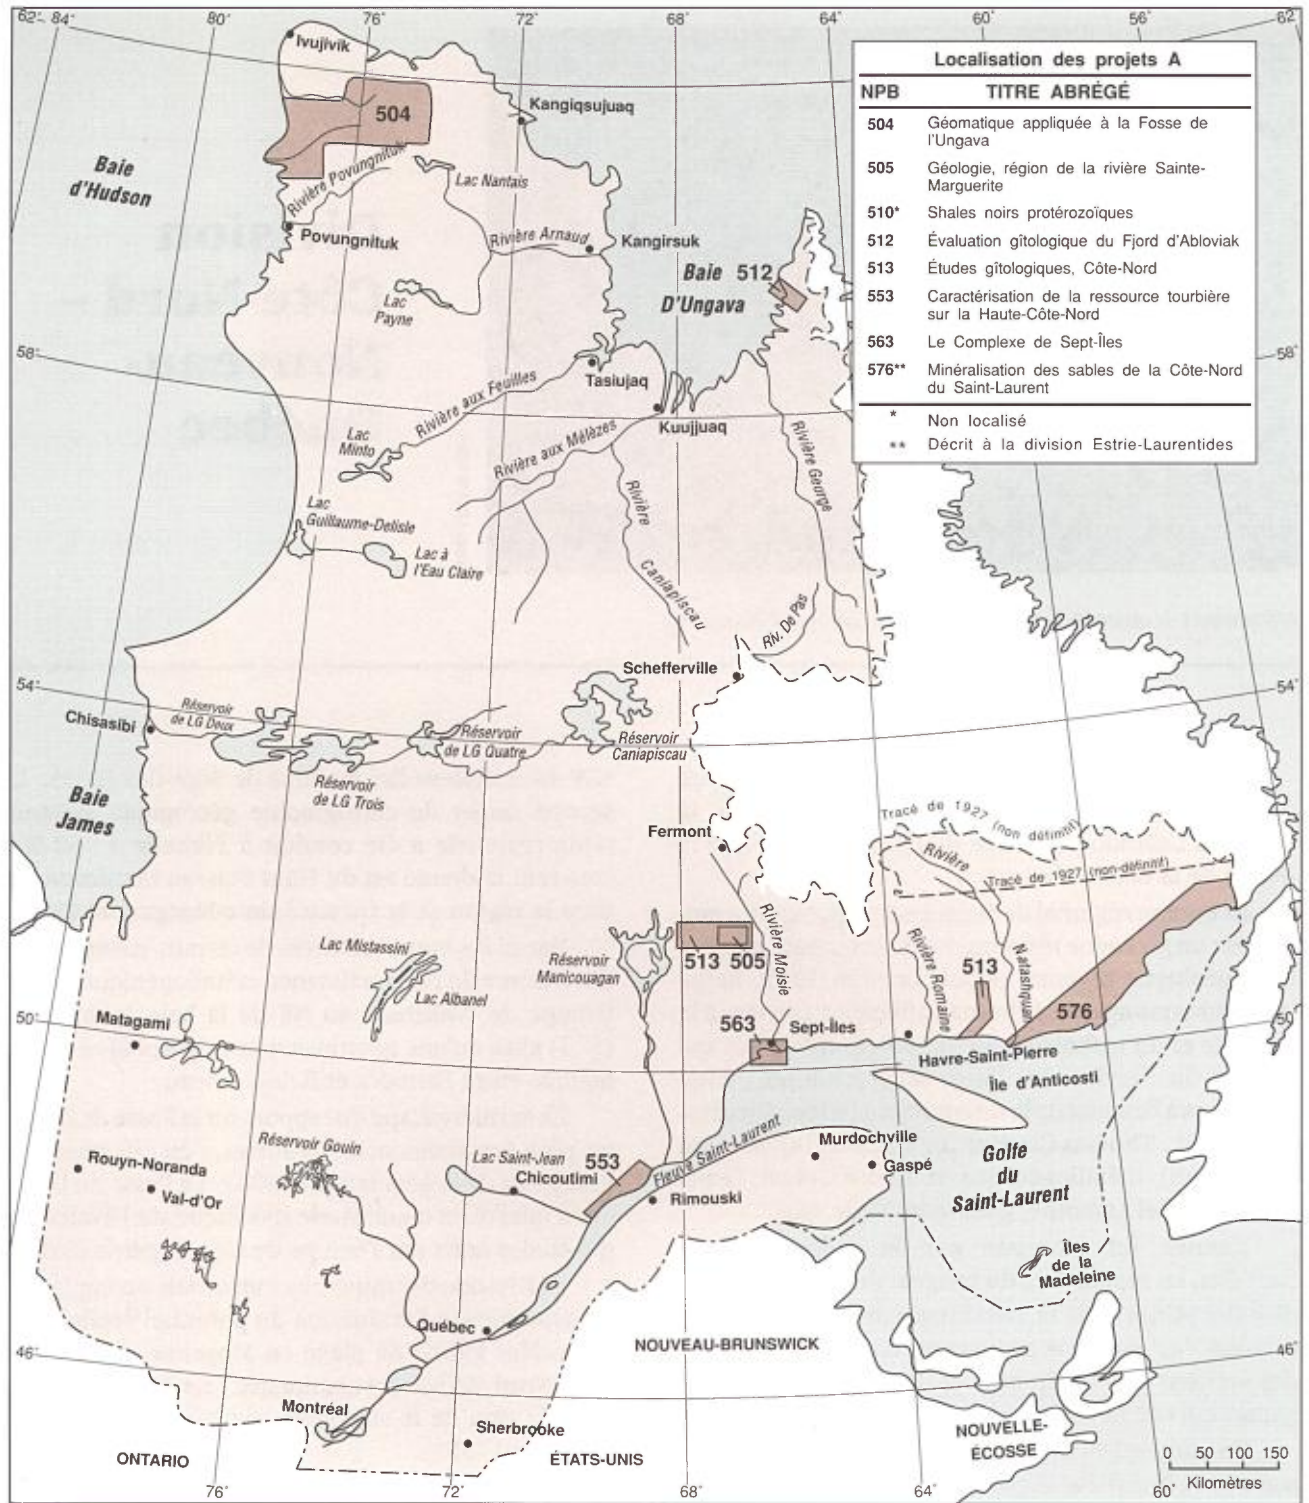 62° 84° 80° 76° 72° 68° 64° 60° 56° 62°
Ivujivik
504
Kangiqsujuaq
Baie
d'Hudson
Rivière Povungnituk
Lac Nantais
Povungnituk
Rivière Arnaud
Kangirsuk
Baie
D'Ungava
512
Lac
Payne
58°
58°
Tasiujaq
Rivière aux Feuilles
Kuujjuaq
Lac
Minto
Rivière aux Mélèzes
Rivière George
Rivière
Caniapiscau
Lac
Guillaume-Delisle
Lac à
l'Eau Claire
Riv. De Pas
Schefferville
54°
54°
Chisasibi
Réservoir
de LG Deux
Réservoir
de LG Quatre
Réservoir
Caniapiscau
Réservoir
de LG Trois
Baie
James
Fermont
Tracé de 1927 (non définitif)
Tracé de 1927 (non-définitif)
Rivière
Natashquan
Rivière Romaine
Rivière Moisie
Lac Mistassini
Lac Albanel
Réservoir
Manicouagan
513 505
513
576
50°
50°
Matagami
563
Sept-Îles
Havre-Saint-Pierre
Île d'Anticosti
Réservoir Gouin
Rouyn-Noranda
Val-d'Or
Lac Saint-Jean
Chicoutimi
553
Fleuve Saint-Laurent
Rimouski
Murdochville
Gaspé
Golfe
du
Saint-Laurent
Îles
de la
Madeleine
Québec
46°
46°
NOUVEAU-BRUNSWICK
Montréal
Sherbrooke
ONTARIO
ÉTATS-UNIS
NOUVELLE-
ÉCOSSE
0 50 100 150
Kilomètres
76° 72° 68° 64° 60°
Localisation des projets A
NPB TITRE ABRÉGÉ
504 Géomatique appliquée à la Fosse de
l'Ungava
505 Géologie, région de la rivière Sainte-
Marguerite
510* Shales noirs protérozoïques
512 Évaluation gîtologique du Fjord d'Abloviak
513 Études gîtologiques, Côte-Nord
553 Caractérisation de la ressource tourbière
sur la Haute-Côte-Nord
563 Le Complexe de Sept-Îles
576** Minéralisation des sables de la Côte-Nord
du Saint-Laurent
* Non localisé
** Décrit à la division Estrie-Laurentides